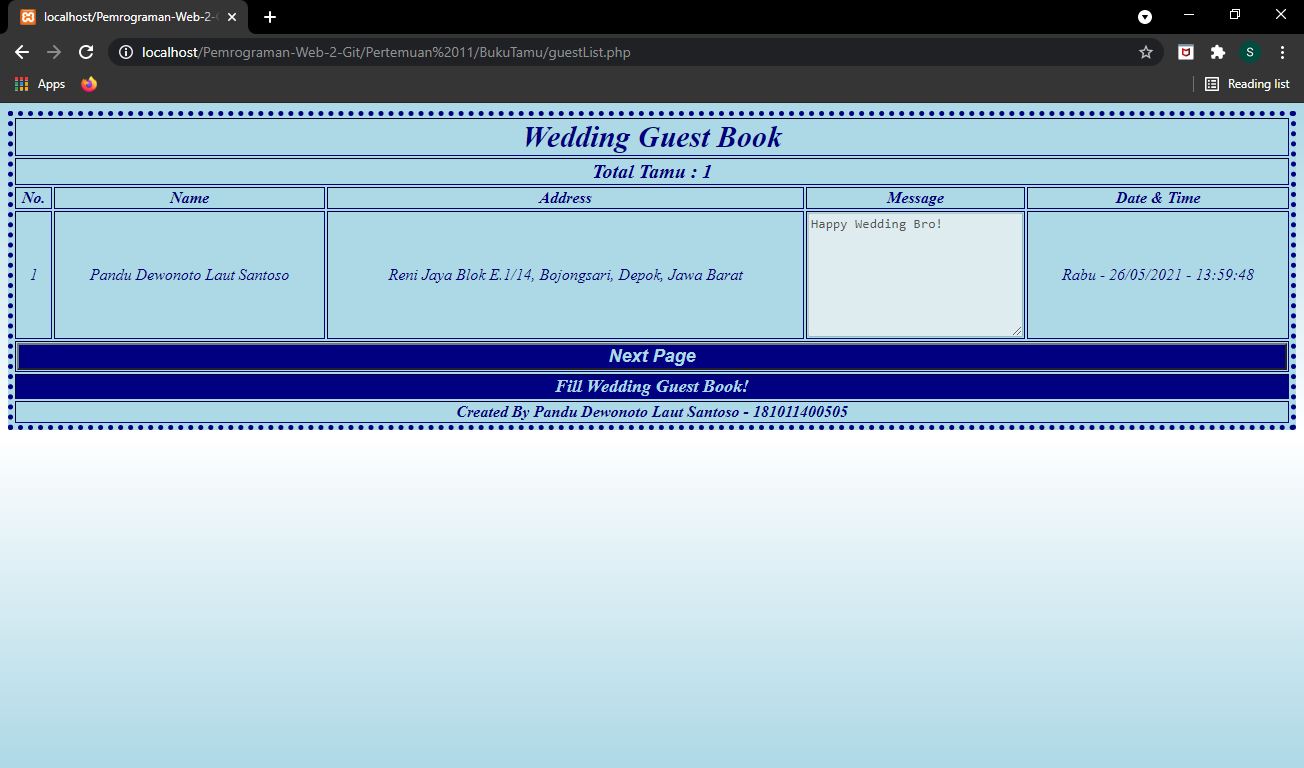 localhost/Pemrograman-Web-2-G
localhost/Pemrograman-Web-2-Git/Pertemuan%2011/BukuTamu/guestList.php
S
Apps
Reading list
Wedding Guest Book
Total Tamu : 1
No. Name Address Message Date & Time
1 Pandu Dewonoto Laut Santoso Reni Jaya Blok E.1/14, Bojongsari, Depok, Jawa Barat Happy Wedding Bro! Rabu - 26/05/2021 - 13:59:48
Next Page
Fill Wedding Guest Book!
Created By Pandu Dewonoto Laut Santoso - 181011400505